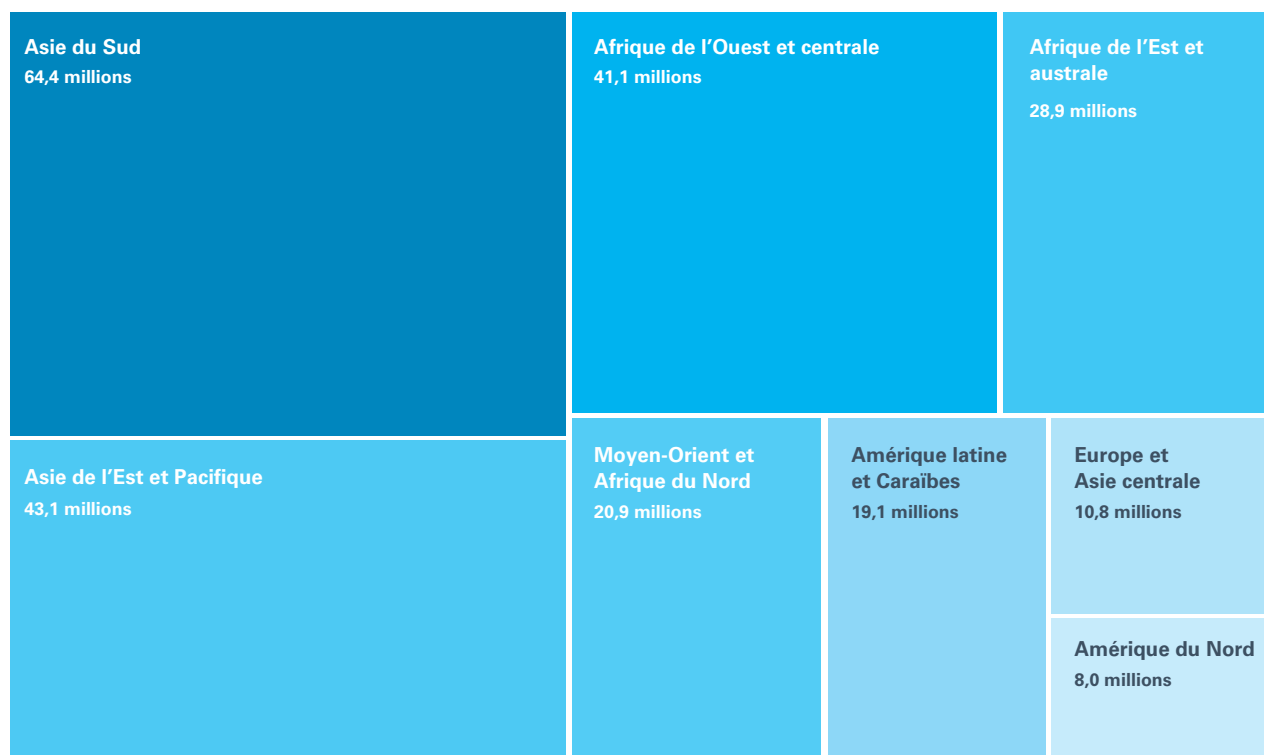 Asie du Sud
64,4 millions
Afrique de l’Ouest et centrale
41,1 millions
Afrique de l’Est et
australe
28,9 millions
Asie de l’Est et Pacifique
43,1 millions
Moyen-Orient et
Afrique du Nord
20,9 millions
Amérique latine
et Caraïbes
19,1 millions
Europe et
Asie centrale
10,8 millions
Amérique du Nord
8,0 millions